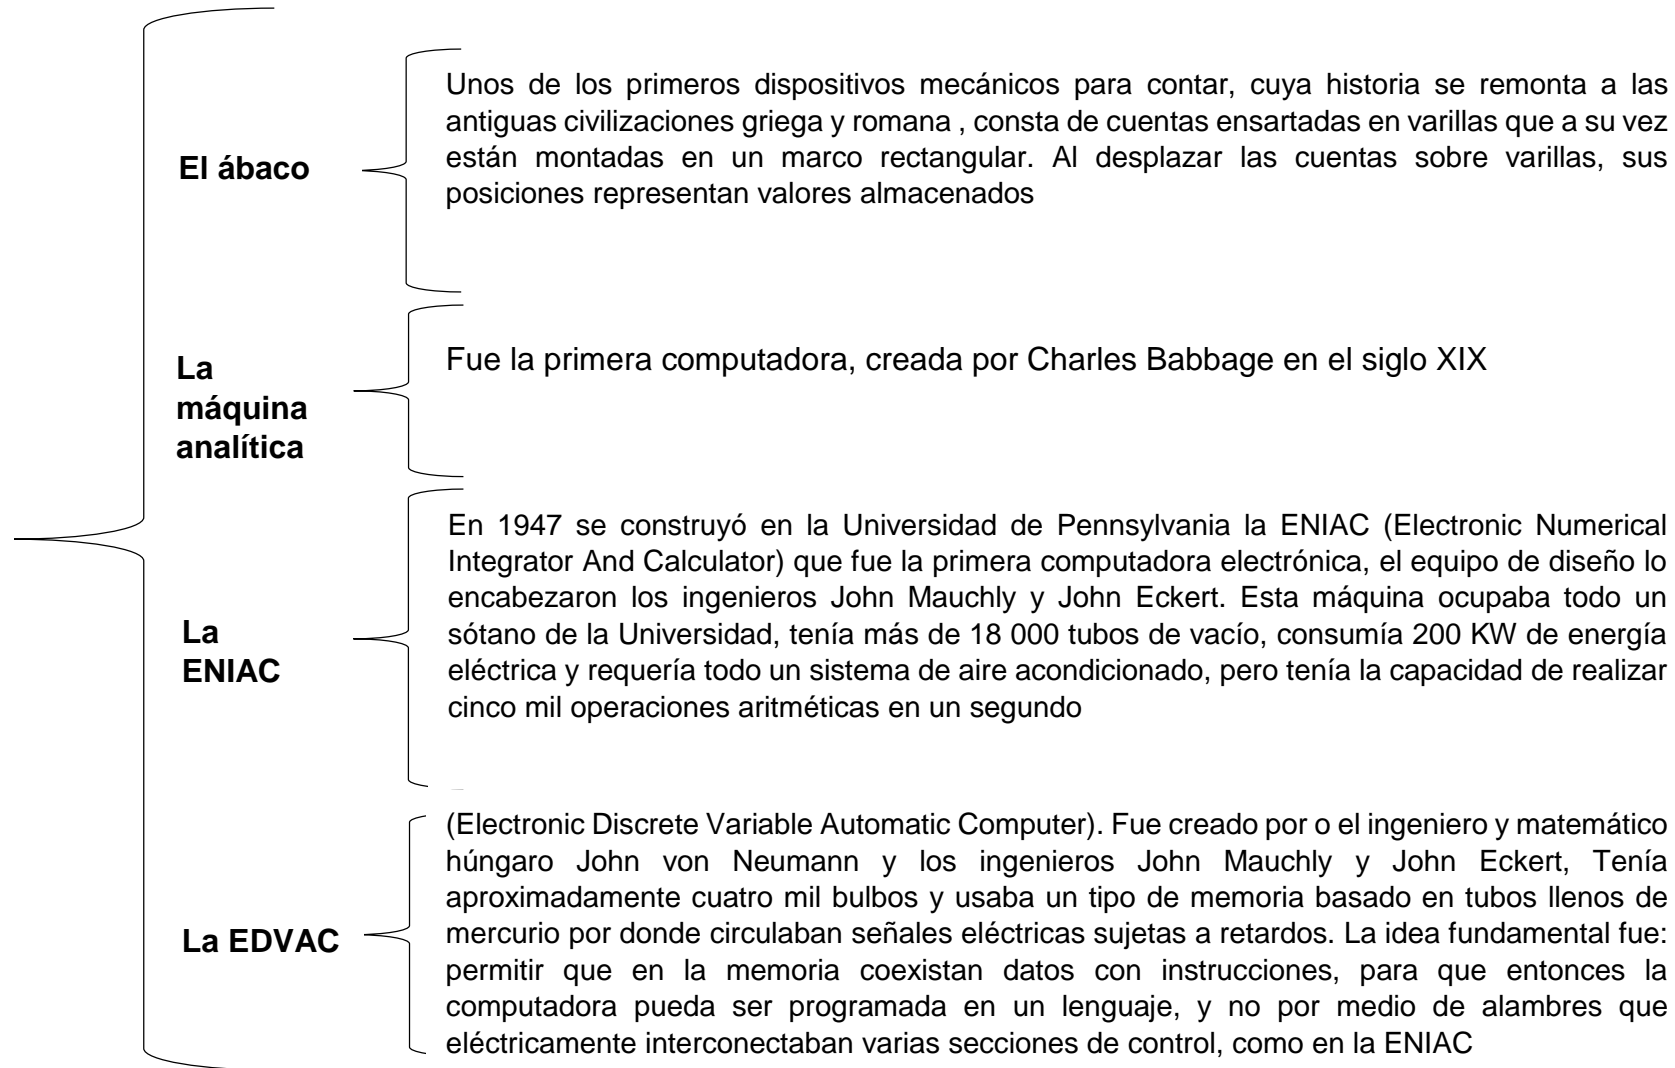 El ábaco
Unos de los primeros dispositivos mecánicos para contar, cuya historia se remonta a las
antiguas civilizaciones griega y romana , consta de cuentas ensartadas en varillas que a su vez
están montadas en un marco rectangular. Al desplazar las cuentas sobre varillas, sus
posiciones representan valores almacenados
La
máquina
analítica
Fue la primera computadora, creada por Charles Babbage en el siglo XIX
La
ENIAC
En 1947 se construyó en la Universidad de Pennsylvania la ENIAC (Electronic Numerical
Integrator And Calculator) que fue la primera computadora electrónica, el equipo de diseño lo
encabezaron los ingenieros John Mauchly y John Eckert. Esta máquina ocupaba todo un
sótano de la Universidad, tenía más de 18 000 tubos de vacío, consumía 200 KW de energía
eléctrica y requería todo un sistema de aire acondicionado, pero tenía la capacidad de realizar
cinco mil operaciones aritméticas en un segundo
La EDVAC
(Electronic Discrete Variable Automatic Computer). Fue creado por o el ingeniero y matemático
húngaro John von Neumann y los ingenieros John Mauchly y John Eckert, Tenía
aproximadamente cuatro mil bulbos y usaba un tipo de memoria basado en tubos llenos de
mercurio por donde circulaban señales eléctricas sujetas a retardos. La idea fundamental fue:
permitir que en la memoria coexistan datos con instrucciones, para que entonces la
computadora pueda ser programada en un lenguaje, y no por medio de alambres que
eléctricamente interconectaban varias secciones de control, como en la ENIAC